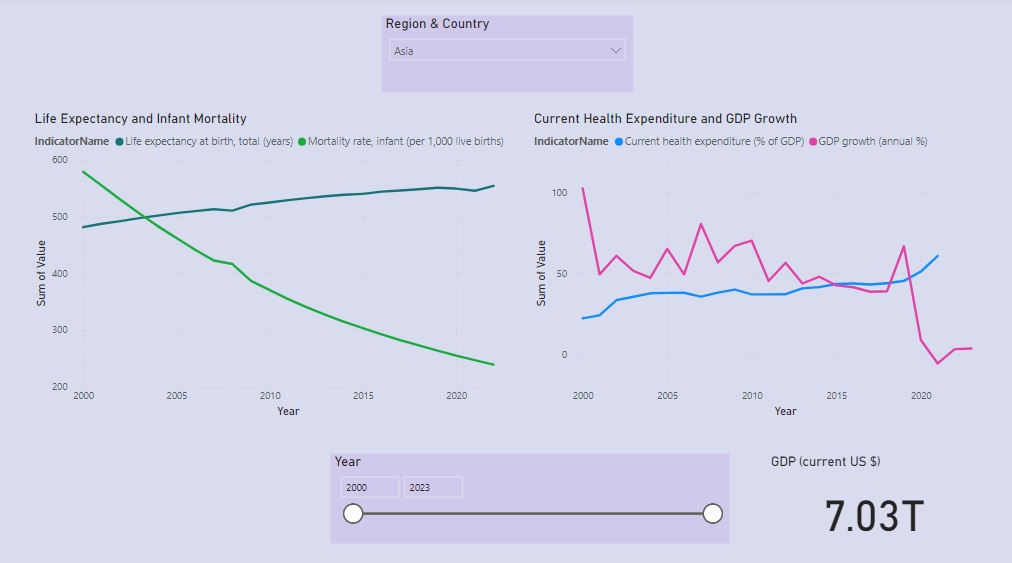 Region & Country
Asia
Life Expectancy and Infant Mortality
IndicatorName Life expectancy at birth, total (years) Mortality rate, infant (per 1,000 live births)
600
500
400
300
200
Sum of Value
2000 2005 2010 2015 2020
Year
Current Health Expenditure and GDP Growth
IndicatorName Current health expenditure (% of GDP) GDP growth (annual %)
100
50
0
Sum of Value
2000 2005 2010 2015 2020
Year
Year
2000 2023
GDP (current US $)
7.03T